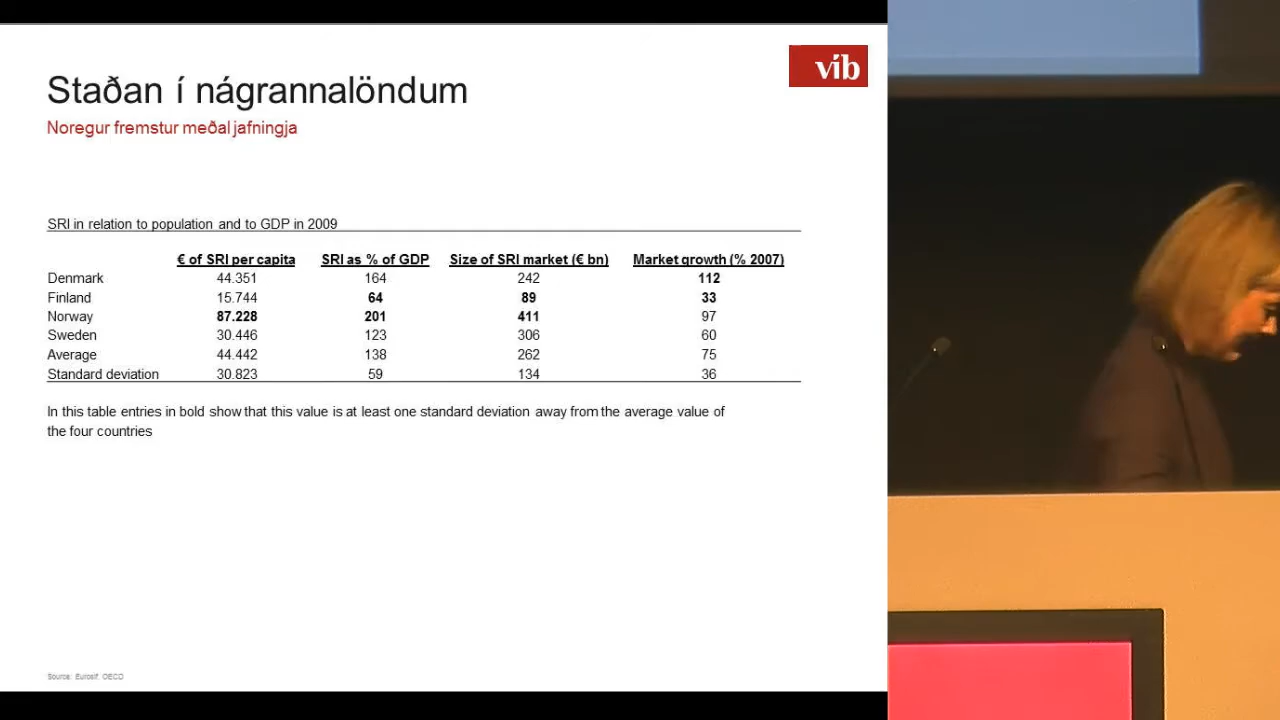 víb
Staðan í nágrannalöndum
Noregur fremstur meðal jafningja
SRI in relation to population and to GDP in 2009
€ of SRI per capita SRI as % of GDP Size of SRI market (€ bn) Market growth (% 2007)
Denmark 44.351 164 242 112
Finland 15.744 64 89 33
Norway 87.228 201 411 97
Sweden 30.446 123 306 60
Average 44.442 138 262 75
Standard deviation 30.823 59 134 36
In this table entries in bold show that this value is at least one standard deviation away from the average value of
the four countries
Source: Eurosif, OECO